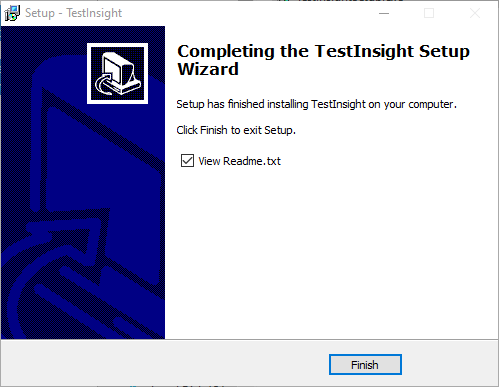 Setup - TestInsight
Completing the TestInsight Setup
Wizard
Setup has finished installing TestInsight on your computer.
Click Finish to exit Setup.
View Readme.txt
Finish